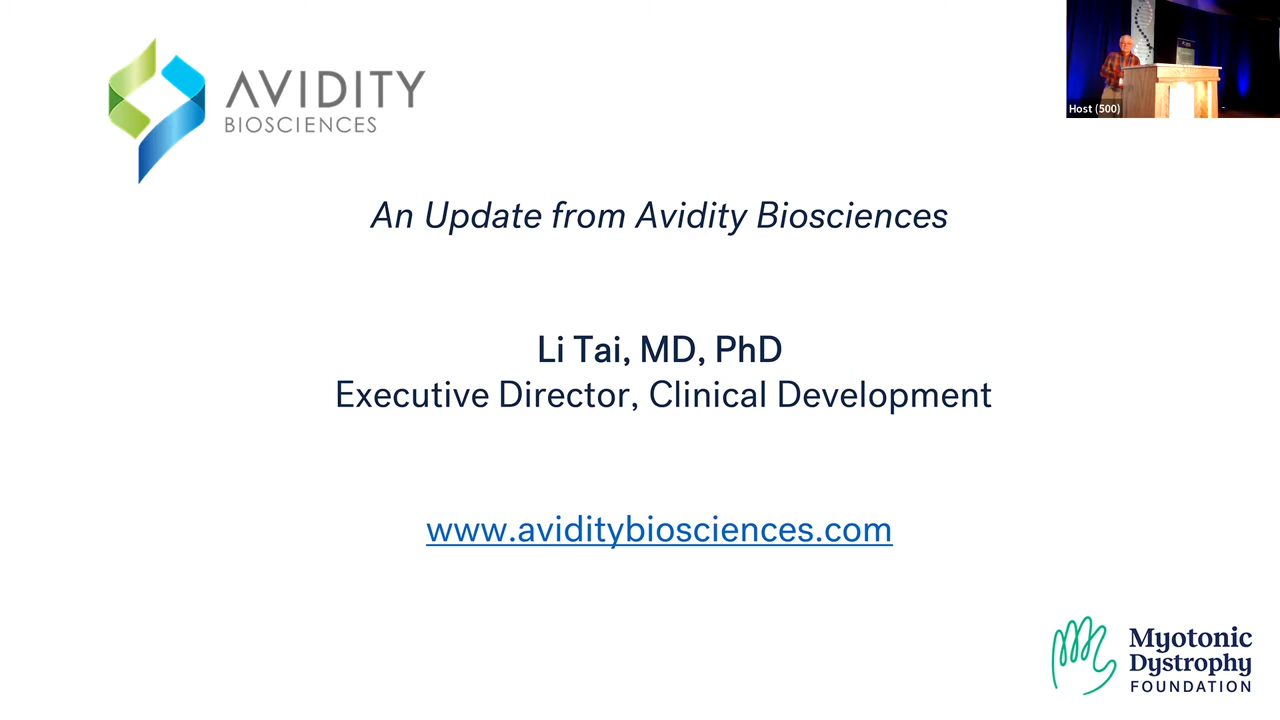 AVIDITY
BIOSCIENCES
Host (500)
An Update from Avidity Biosciences
Li Tai, MD, PhD
Executive Director, Clinical Development
www.aviditybiosciences.com
Myotonic
Dystrophy
FOUNDATION